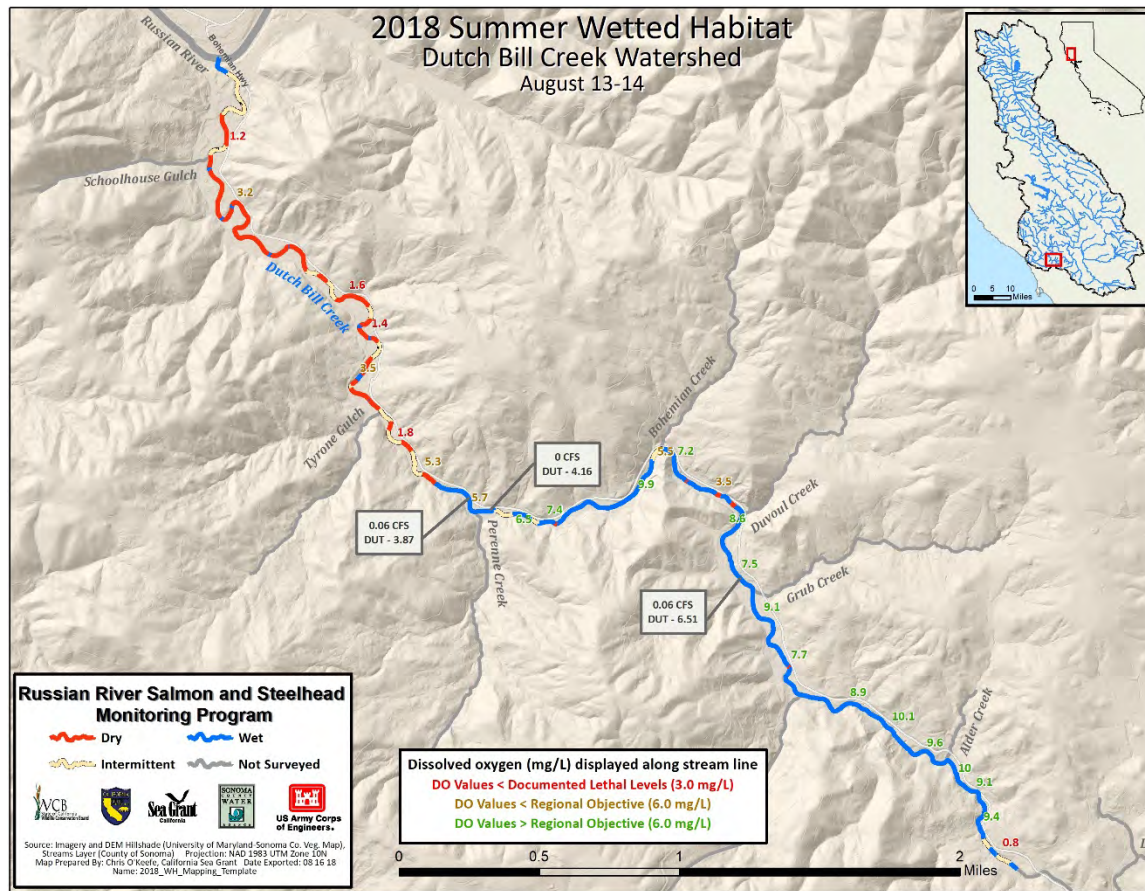 2018 Summer Wetted Habitat
Dutch Bill Creek Watershed
August 13-14
Russian River
Bohemian Hwy
1.2
Schoolhouse Gulch
3.2
Dutch Bill Creek
1.6
1.4
3.5
Tyrone Gulch
1.8
5.3
5.7
0 CFS
DUT - 4.16
0.06 CFS
DUT - 3.87
Perenne Creek
6.5
7.4
9.9
Bohemian Creek
5.5
7.2
3.5
8.6
Duvoul Creek
7.5
Grub Creek
0.06 CFS
DUT - 6.51
9.1
7.7
8.9
10.1
9.6
Alder Creek
10
9.1
9.4
0.8
0 5 10
Miles
Russian River Salmon and Steelhead
Monitoring Program
Dry
Wet
Intermittent
Not Surveyed
WCB
Sea Grant
California
SONOMA
COUNTY
WATER
AGENCY
US Army Corps
of Engineers®
Source: Imagery and DEM Hillshade (University of Maryland-Sonoma Co. Veg. Map),
Streams Layer (County of Sonoma) Projection: NAD 1983 UTM Zone 10N
Map Prepared By: Chris O'Keefe, California Sea Grant Date Exported: 08 16 18
Name: 2018_WH_Mapping_Template
Dissolved oxygen (mg/L) displayed along stream line
DO Values < Documented Lethal Levels (3.0 mg/L)
DO Values < Regional Objective (6.0 mg/L)
DO Values > Regional Objective (6.0 mg/L)
0 0.5 1 2
Miles